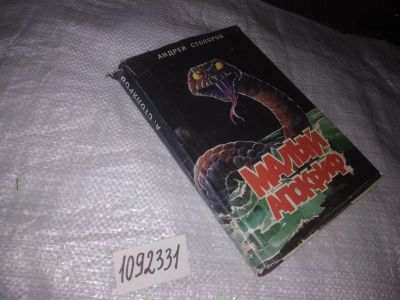 АНДРЕЙ СТОЛЯРОВ
МАЛЫЙ
АПОКРИФ
А. СТОЛЯРОВ
1092331